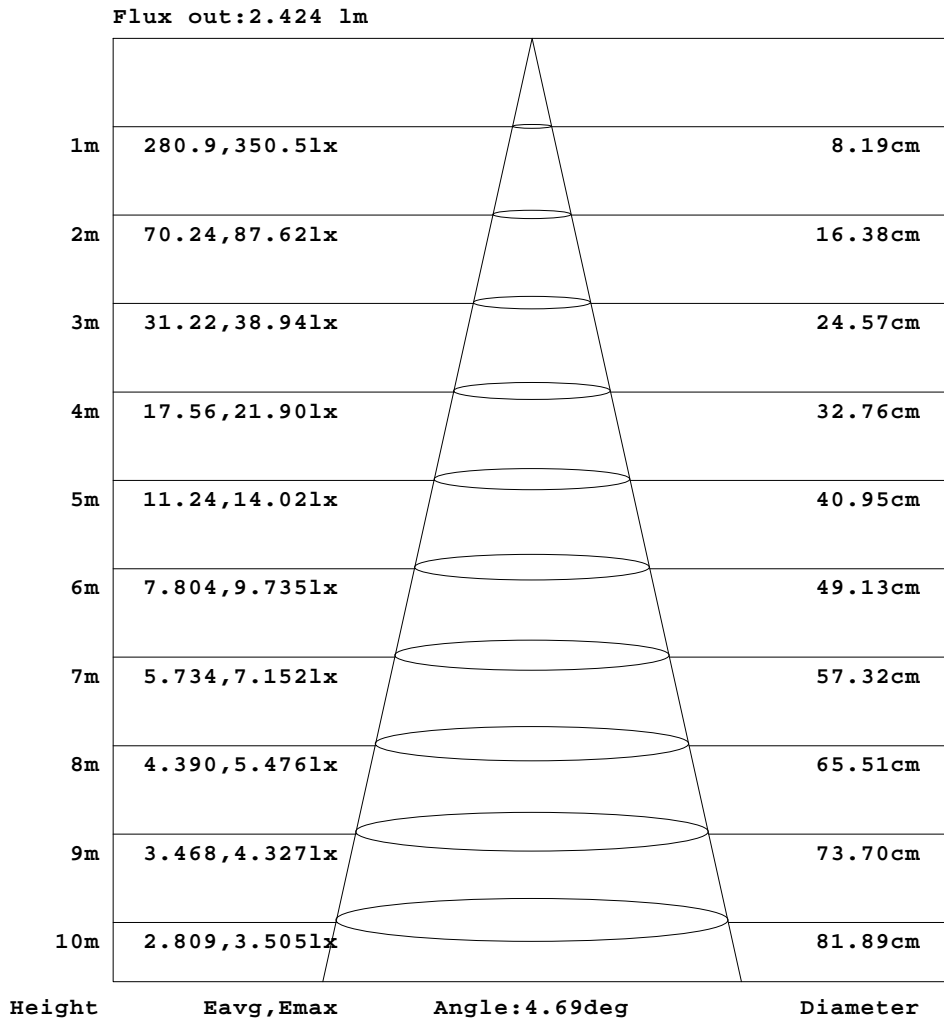 Flux out:2.424 lm
1m 280.9,350.5lx 8.19cm
2m 70.24,87.62lx 16.38cm
3m 31.22,38.94lx 24.57cm
4m 17.56,21.90lx 32.76cm
5m 11.24,14.02lx 40.95cm
6m 7.804,9.735lx 49.13cm
7m 5.734,7.152lx 57.32cm
8m 4.390,5.476lx 65.51cm
9m 3.468,4.327lx 73.70cm
10m 2.809,3.505lx 81.89cm
Height Eavg,Emax Angle:4.69deg Diameter